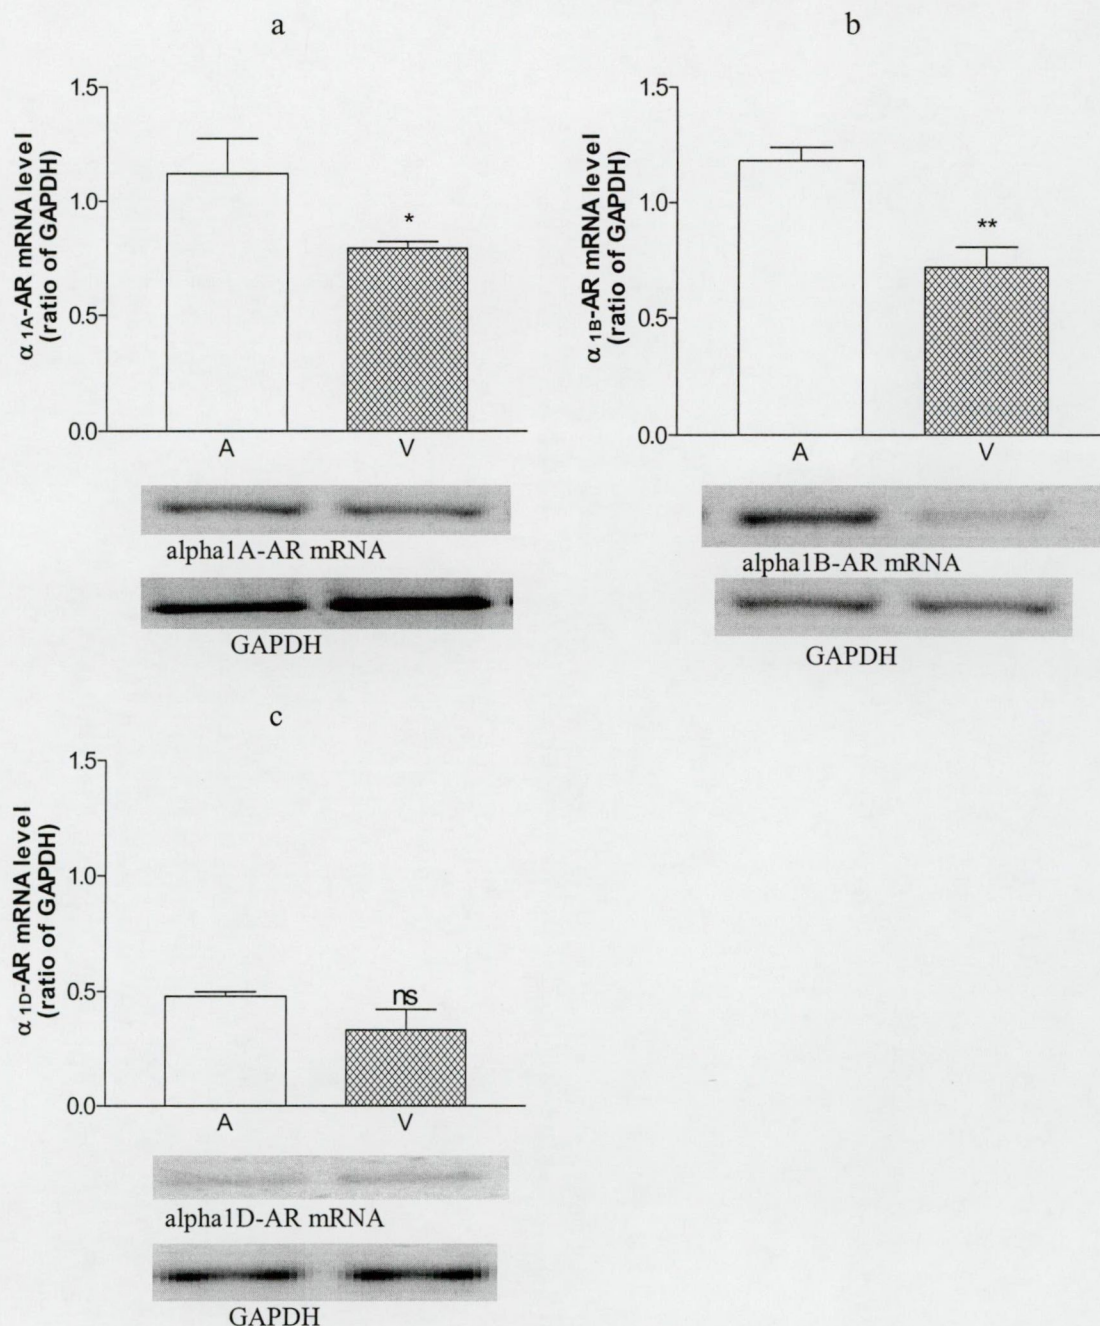 a
α 1A-AR mRNA level
(ratio of GAPDH)
1.5
1.0
0.5
0.0
*
A V
alpha1A-AR mRNA
GAPDH
b
α 1B-AR mRNA level
(ratio of GAPDH)
1.5
1.0
0.5
0.0
**
A V
alpha1B-AR mRNA
GAPDH
c
α 1D-AR mRNA level
(ratio of GAPDH)
1.5
1.0
0.5
0.0
ns
A V
alpha1D-AR mRNA
GAPDH